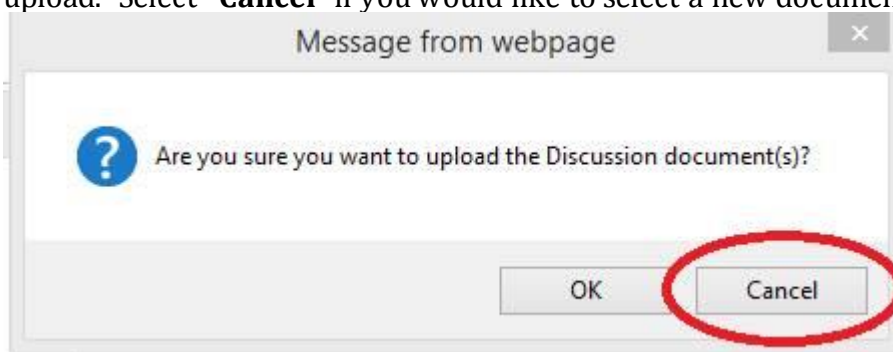 upload. Select "Cancel" if you would like to select a new documen
Message from webpage
Are you sure you want to upload the Discussion document(s)?
OK
Cancel